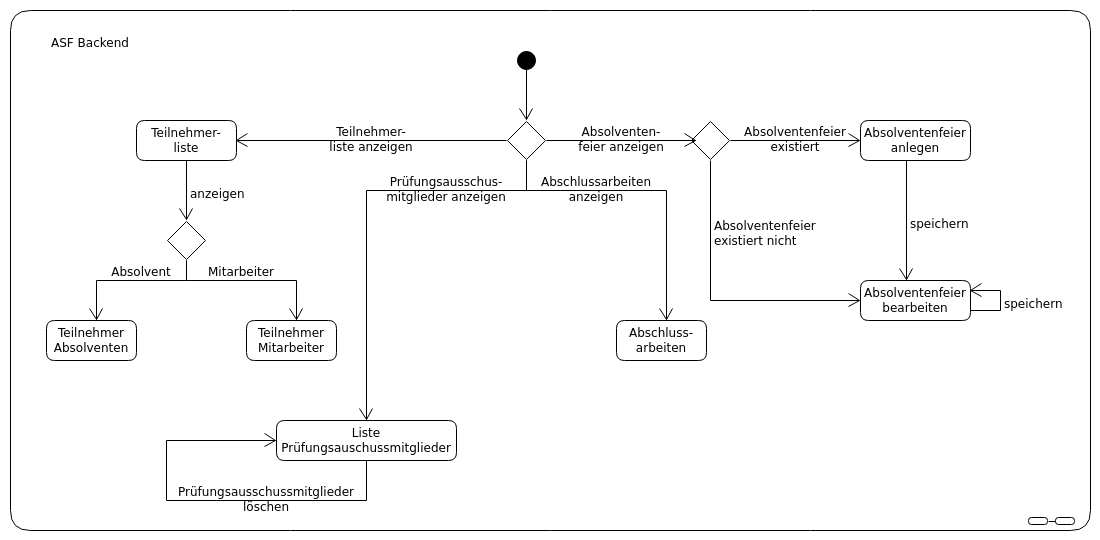 ASF Backend
Teilnehmer-
liste
Teilnehmer-
liste anzeigen
Absolventen-
feier anzeigen
Absolventenfeier
existiert
Absolventenfeier
anlegen
anzeigen
Prüfungsausschus-
mitglieder anzeigen
Abschlussarbeiten
anzeigen
Absolventenfeier
existiert nicht
speichern
Absolvent
Mitarbeiter
Absolventenfeier
bearbeiten
speichern
Teilnehmer
Absolventen
Teilnehmer
Mitarbeiter
Abschluss-
arbeiten
Liste
Prüfungsauschussmitglieder
Prüfungsausschussmitglieder
löschen